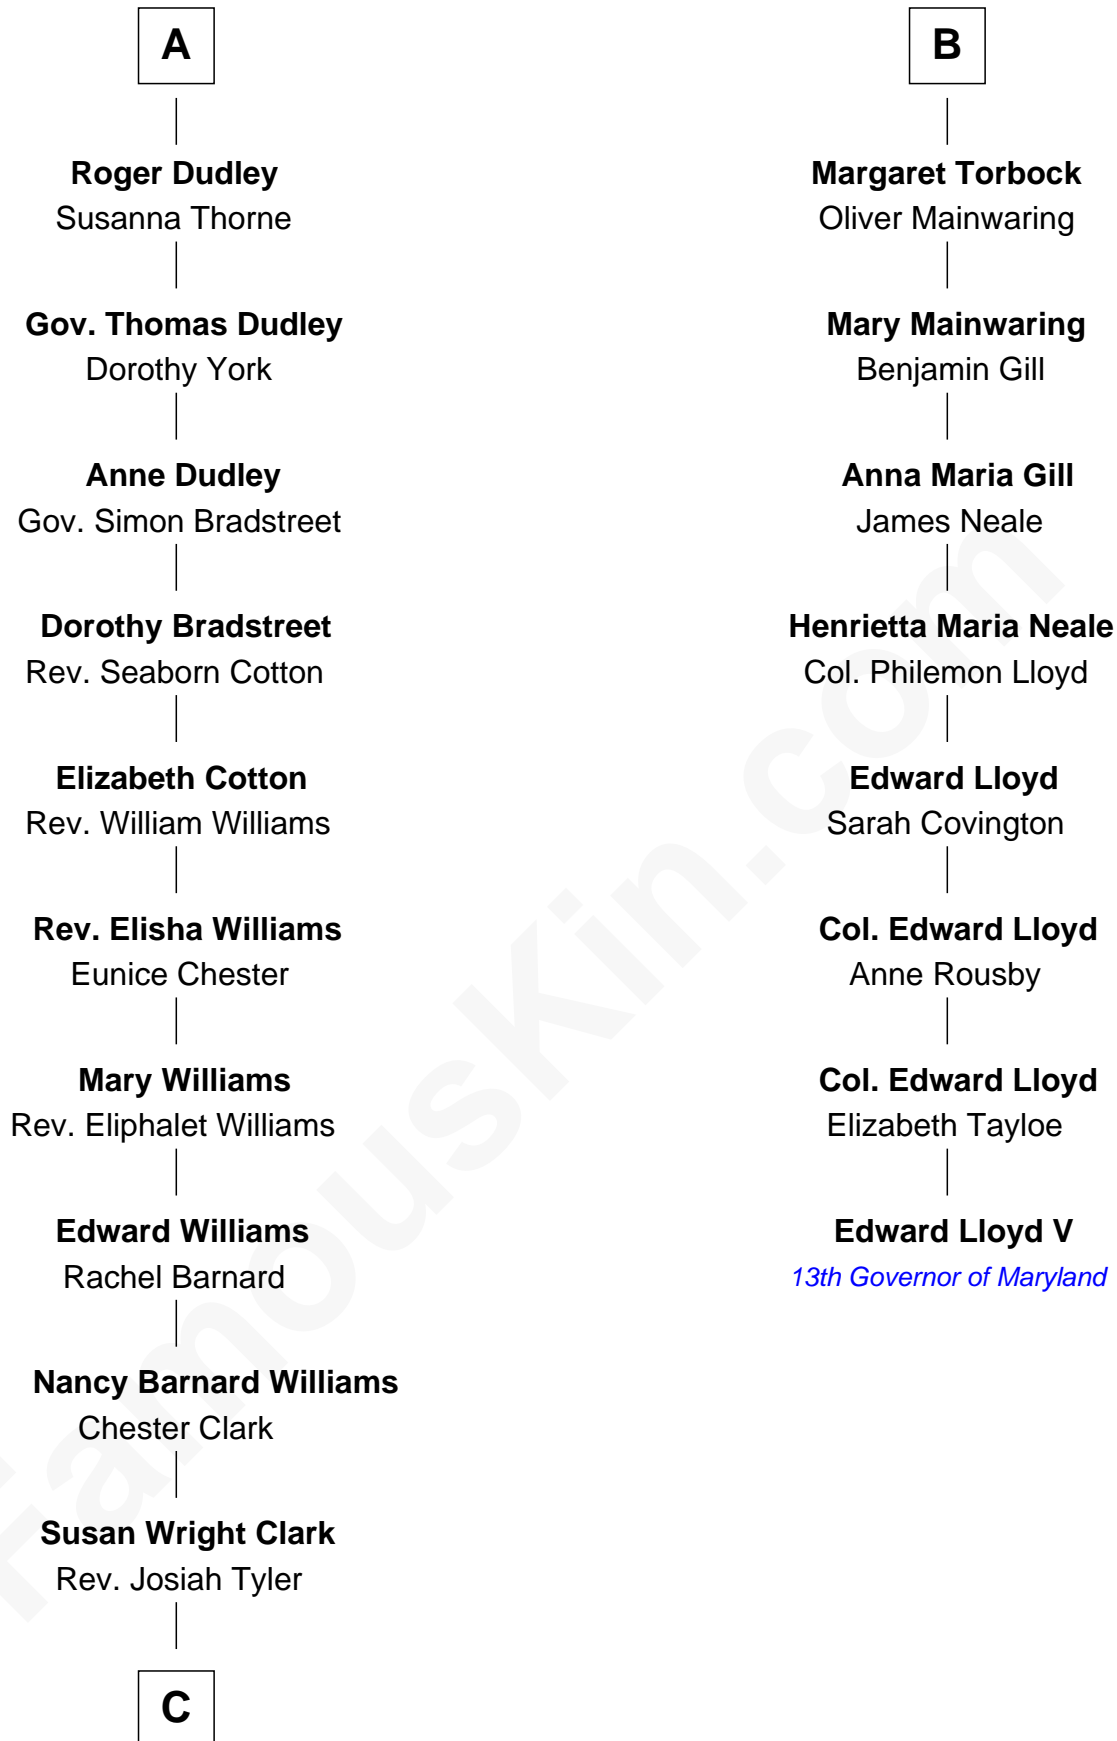 A
Roger Dudley
Susanna Thorne
Gov. Thomas Dudley
Dorothy York
Anne Dudley
Gov. Simon Bradstreet
Dorothy Bradstreet
Rev. Seaborn Cotton
Elizabeth Cotton
Rev. William Williams
Rev. Elisha Williams
Eunice Chester
Mary Williams
Rev. Eliphalet Williams
Edward Williams
Rachel Barnard
Nancy Barnard Williams
Chester Clark
Susan Wright Clark
Rev. Josiah Tyler
C
B
Margaret Torbock
Oliver Mainwaring
Mary Mainwaring
Benjamin Gill
Anna Maria Gill
James Neale
Henrietta Maria Neale
Col. Philemon Lloyd
Edward Lloyd
Sarah Covington
Col. Edward Lloyd
Anne Rousby
Col. Edward Lloyd
Elizabeth Tayloe
Edward Lloyd V
13th Governor of Maryland
FamousKin.com